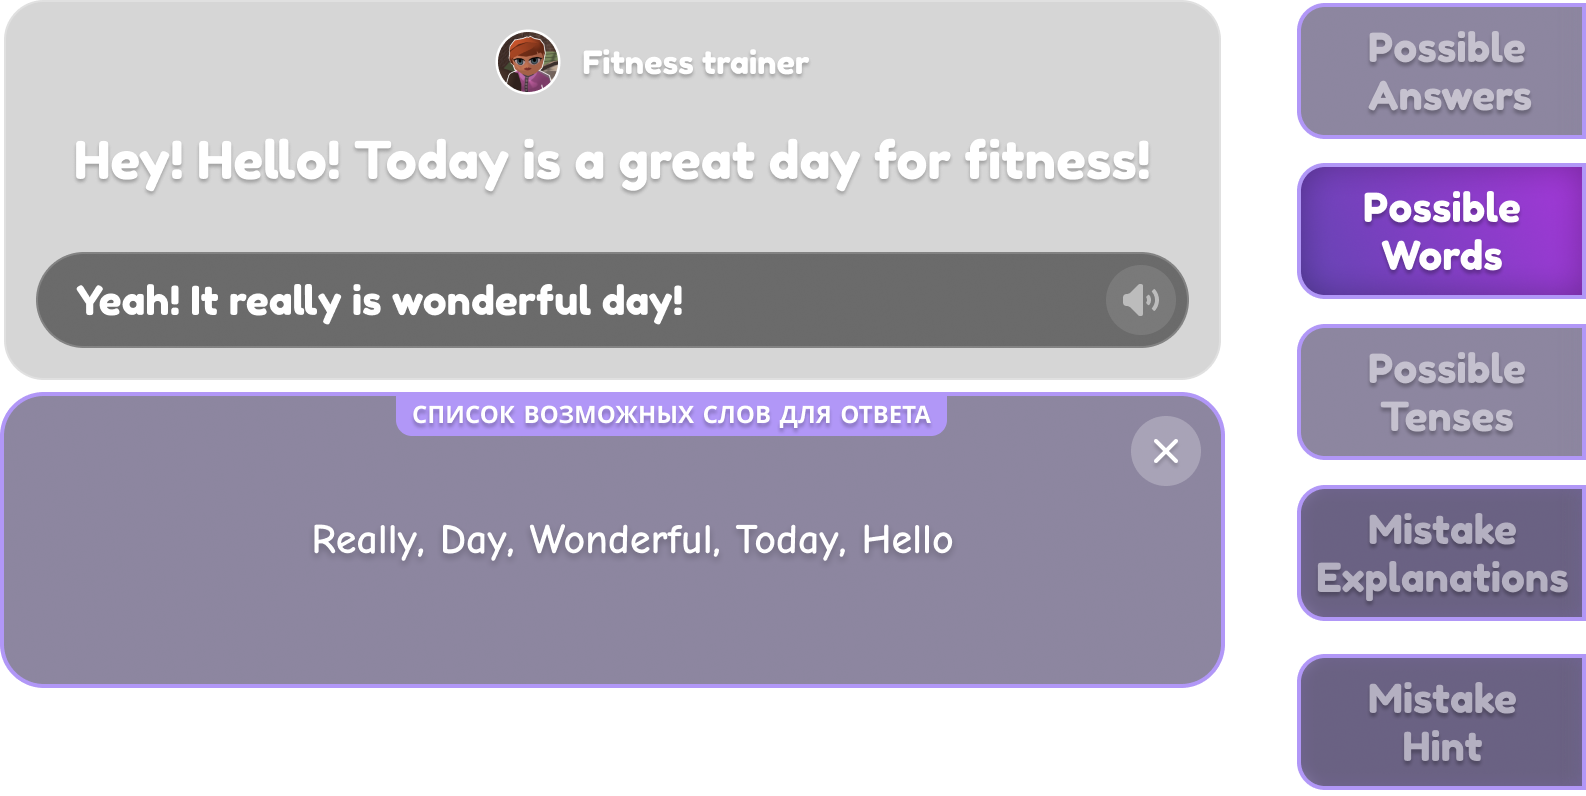 Fitness trainer
Hey! Hello! Today is a great day for fitness!
Yeah! It really is wonderful day!
СПИСОК ВОЗМОЖНЫХ СЛОВ ДЛЯ ОТВЕТА
Really, Day, Wonderful, Today, Hello
Possible
Answers
Possible
Words
Possible
Tenses
Mistake
Explanations
Mistake
Hint